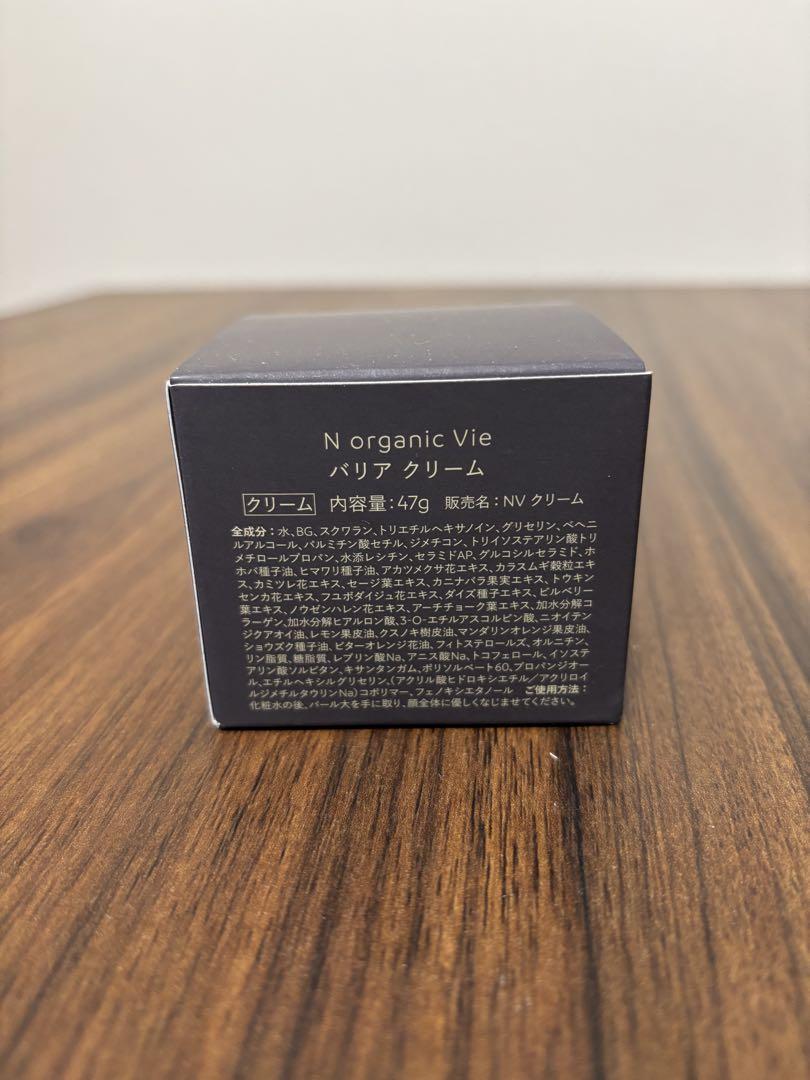 N organic Vie
バリア クリーム
クリーム 内容量:47g 販売名:NV クリーム
全成分:水、BG、スクワラン、トリエチルヘキサノイン、グリセリン、ベヘニ
ルアルコール、パルミチン酸セチル、ジメチコン、トリイソステアリン酸トリ
メチロールプロパン、水添レシチン、セラミドAP、グルコシルセラミド、ホ
ホバ種子油、ヒマワリ種子油、アカツメクサ花エキス、カラスムギ穀粒エキ
ス、カミツレ花エキス、セージ葉エキス、カニナバラ果実エキス、トウキン
センカ花エキス、フユボダイジュ花エキス、ダイズ種子エキス、ビルベリー
葉エキス、ノウゼンハレン花エキス、アーチチョーク葉エキス、加水分解コ
ラーゲン、加水分解ヒアルロン酸、3-O-エチルアスコルビン酸、ニオイテン
ジクアオイ油、レモン果皮油、クスノキ樹皮油、マンダリンオレンジ果皮油、
ショウズク種子油、ビターオレンジ花油、フィトステロールズ、オルニチン、
リン脂質、糖脂質、レブリン酸Na、アニス酸Na、トコフェロール、イソステ
アリン酸ソルビタン、キサンタンガム、ポリソルベート60、プロパンジオー
ル、エチルヘキシルグリセリン、(アクリル酸ヒドロキシエチル/アクリロイ
ルジメチルタウリンNa)コポリマー、フェノキシエタノール ご使用方法:
化粧水の後、パール大を手に取り、顔全体に優しくなじませてください。